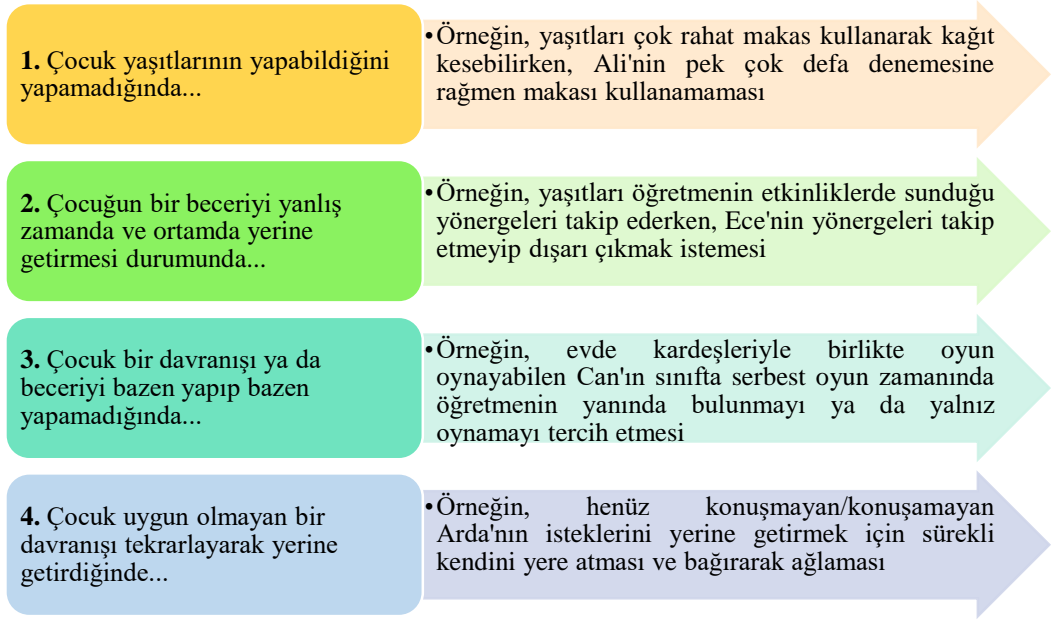 1. Çocuk yaşıtlarının yapabildiğini
yapamadığında...
•Örneğin, yaşıtları çok rahat makas kullanarak kağıt
kesebilirken, Ali'nin pek çok defa denemesine
rağmen makası kullanamaması
2. Çocuğun bir beceriyi yanlış
zamanda ve ortamda yerine
getirmesi durumunda...
•Örneğin, yaşıtları öğretmenin etkinliklerde sunduğu
yönergeleri takip ederken, Ece'nin yönergeleri takip
etmeyip dışarı çıkmak istemesi
3. Çocuk bir davranışı ya da
beceriyi bazen yapıp bazen
yapamadığında...
•Örneğin, evde kardeşleriyle birlikte oyun
oynayabilen Can'ın sınıfta serbest oyun zamanında
öğretmenin yanında bulunmayı ya da yalnız
oynamayı tercih etmesi
4. Çocuk uygun olmayan bir
davranışı tekrarlayarak yerine
getirdiğinde...
•Örneğin, henüz konuşmayan/konuşamayan
Arda'nın isteklerini yerine getirmek için sürekli
kendini yere atması ve bağırarak ağlaması